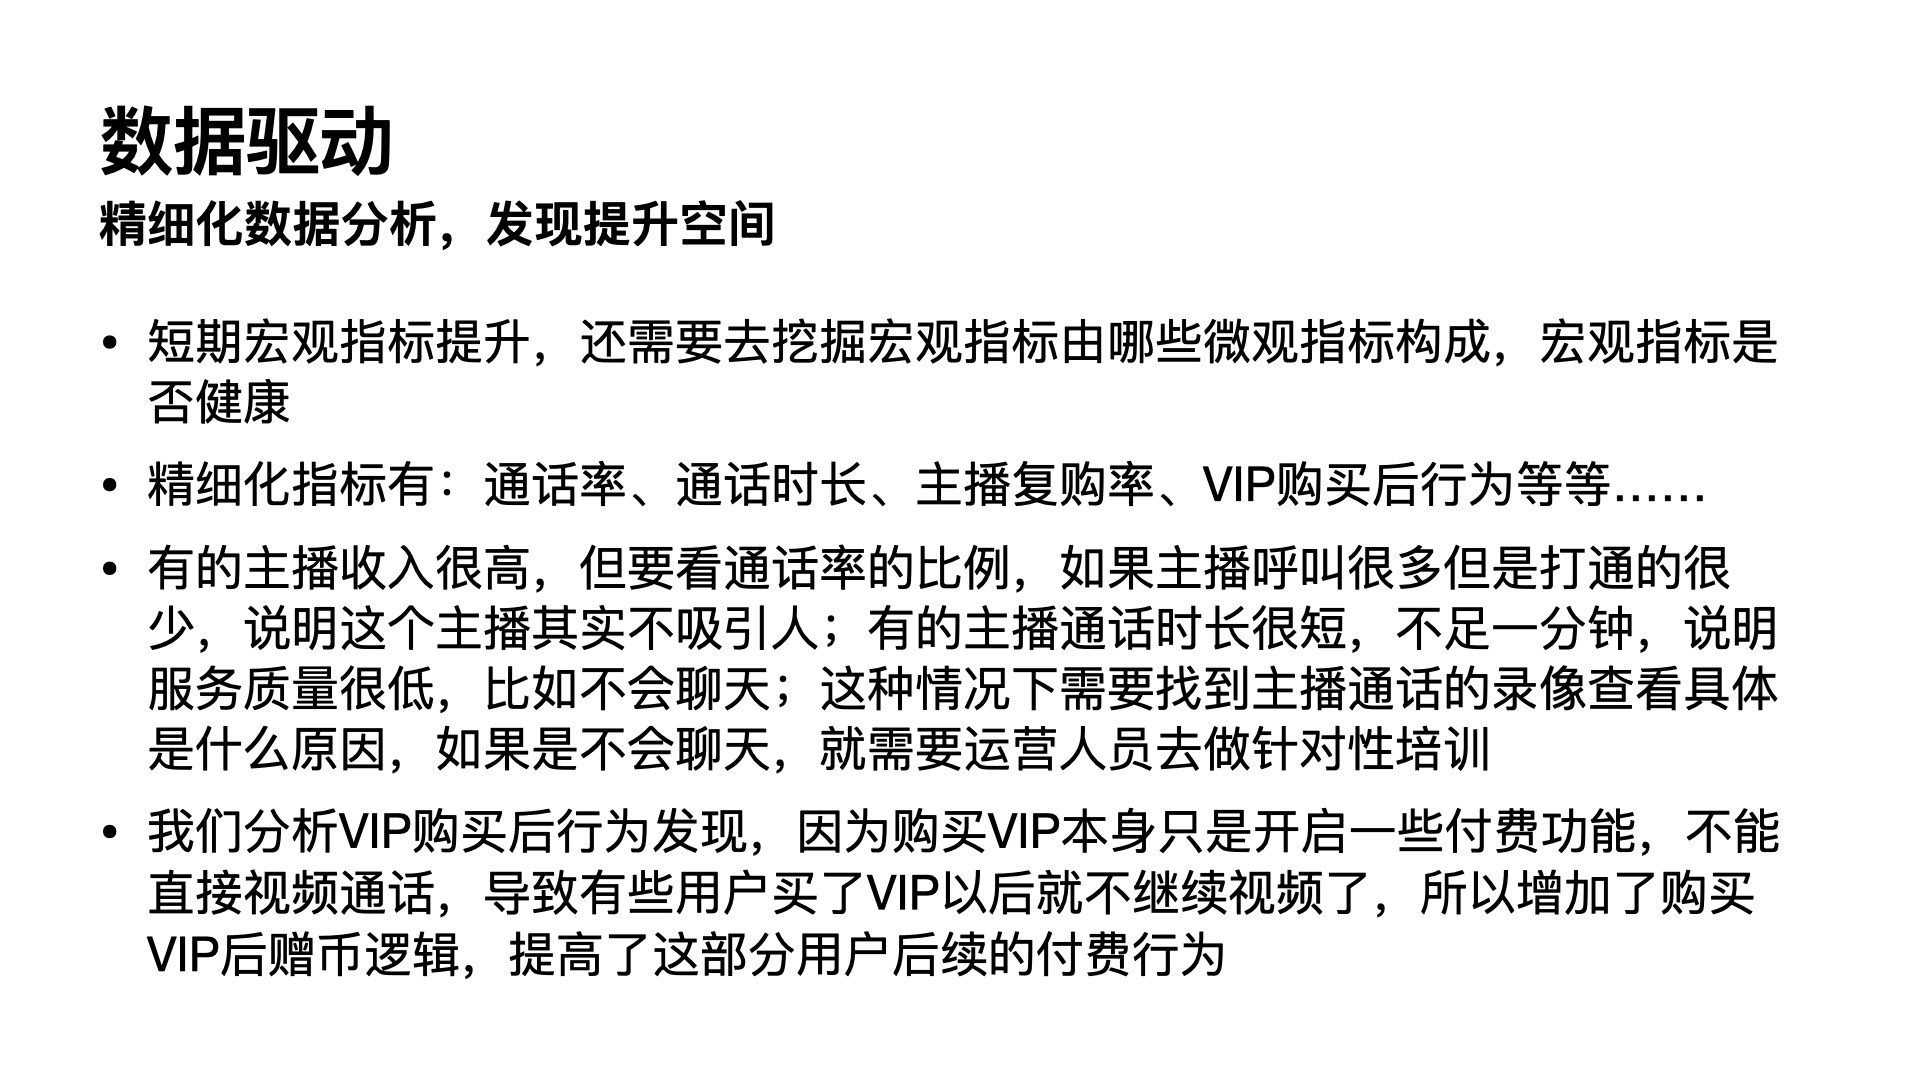 数据驱动
精细化数据分析，发现提升空间
• 短期宏观指标提升，还需要去挖掘宏观指标由哪些微观指标构成，宏观指标是
否健康
• 精细化指标有：通话率、通话时长、主播复购率、VIP购买后行为等等……
• 有的主播收入很高，但要看通话率的比例，如果主播呼叫很多但是打通的很
少，说明这个主播其实不吸引人；有的主播通话时长很短，不足一分钟，说明
服务质量很低，比如不会聊天；这种情况下需要找到主播通话的录像查看具体
是什么原因，如果是不会聊天，就需要运营人员去做针对性培训
• 我们分析VIP购买后行为发现，因为购买VIP本身只是开启一些付费功能，不能
直接视频通话，导致有些用户买了VIP以后就不继续视频了，所以增加了购买
VIP后赠币逻辑，提高了这部分用户后续的付费行为